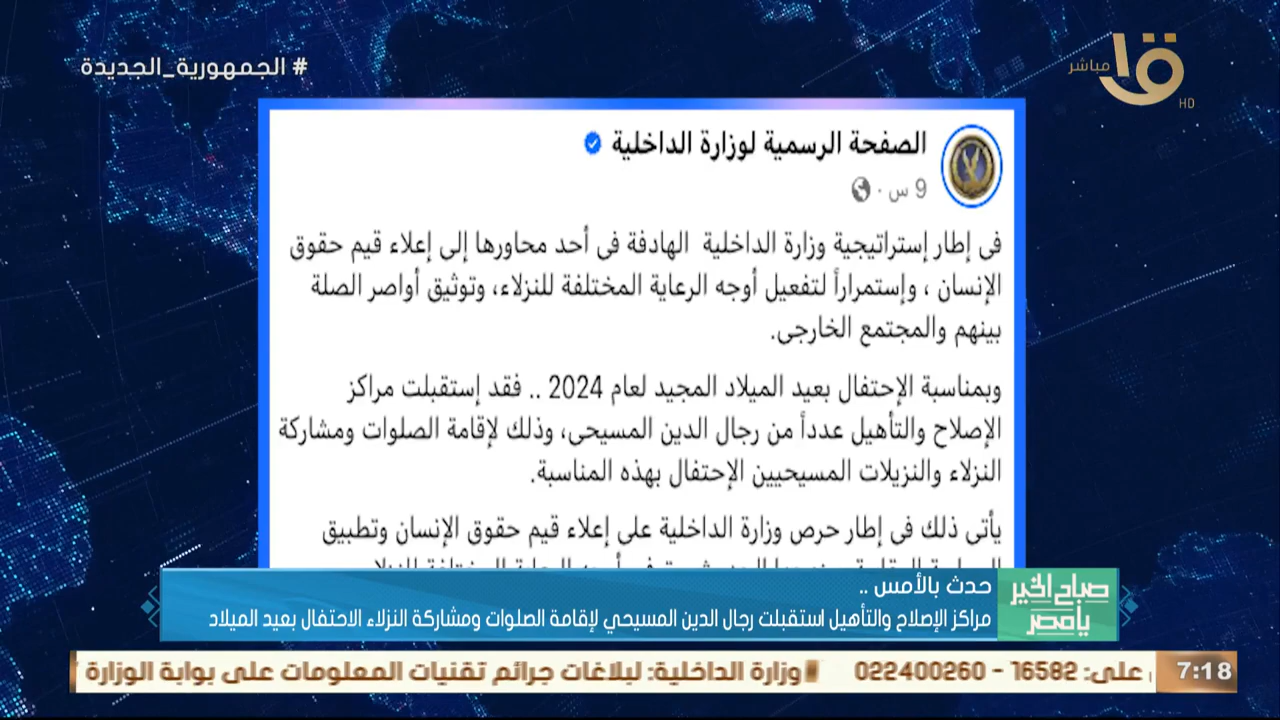 #الجمهورية_الجديدة
مباشر
HD
الصفحة الرسمية لوزارة الداخلية
9 س
فى إطار إستراتيجية وزارة الداخلية الهادفة فى أحد محاورها إلى إعلاء قيم حقوق
الإنسان ، وإستمراراً لتفعيل أوجه الرعاية المختلفة للنزلاء، وتوثيق أواصر الصلة
بينهم والمجتمع الخارجى.
وبمناسبة الإحتفال بعيد الميلاد المجيد لعام 2024 .. فقد إستقبلت مراكز
الإصلاح والتأهيل عدداً من رجال الدين المسيحى، وذلك لإقامة الصلوات ومشاركة
النزلاء والنزيلات المسيحيين الإحتفال بهذه المناسبة.
يأتى ذلك فى إطار حرص وزارة الداخلية على إعلاء قيم حقوق الإنسان وتطبيق
صباح الخير يا مصر
حدث بالأمس ..
مراكز الإصلاح والتأهيل استقبلت رجال الدين المسيحي لإقامة الصلوات ومشاركة النزلاء الاحتفال بعيد الميلاد
7:18
على: 16582 - 022400260 وزارة الداخلية: لبلاغات جرائم تقنيات المعلومات على بوابة الوزارة